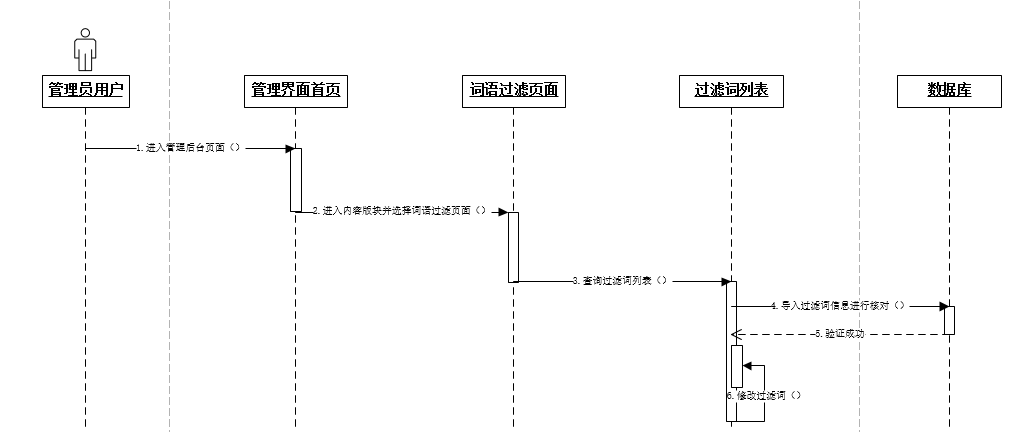 管理员用户
管理界面首页
词语过滤页面
过滤词列表
数据库
1.进入管理后台页面（）
2.进入内容版块并选择词语过滤页面（）
3.查询过滤词列表（）
4.导入过滤词信息进行核对（）
5.验证成功
6.修改过滤词（）